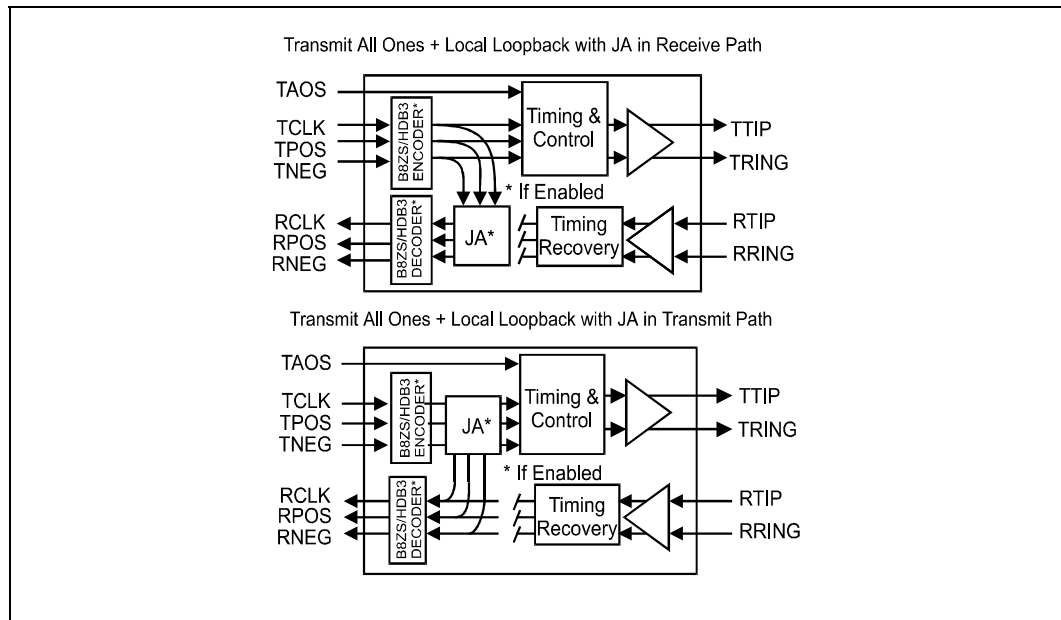 Transmit All Ones + Local Loopback with JA in Receive Path
TAOS
TCLK
TPOS
TNEG
B8ZS/HDB3
ENCODER*
Timing &
Control
TTIP
TRING
* If Enabled
RCLK
RPOS
RNEG
B8ZS/HDB3
DECODER*
JA*
Timing
Recovery
RTIP
RRING
Transmit All Ones + Local Loopback with JA in Transmit Path
TAOS
TCLK
TPOS
TNEG
B8ZS/HDB3
ENCODER*
JA*
Timing &
Control
TTIP
TRING
* If Enabled
RCLK
RPOS
RNEG
B8ZS/HDB3
DECODER*
Timing
Recovery
RTIP
RRING